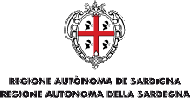 REGIONE AUTÒNOMA DE SARDIGNA
REGIONE AUTONOMA DELLA SARDEGNA